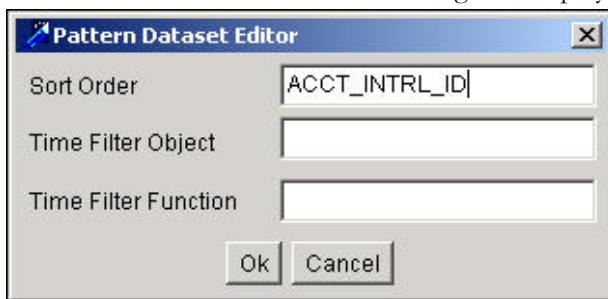 Pattern Dataset Editor
Sort Order ACCT_INTRL_ID
Time Filter Object
Time Filter Function
Ok Cancel